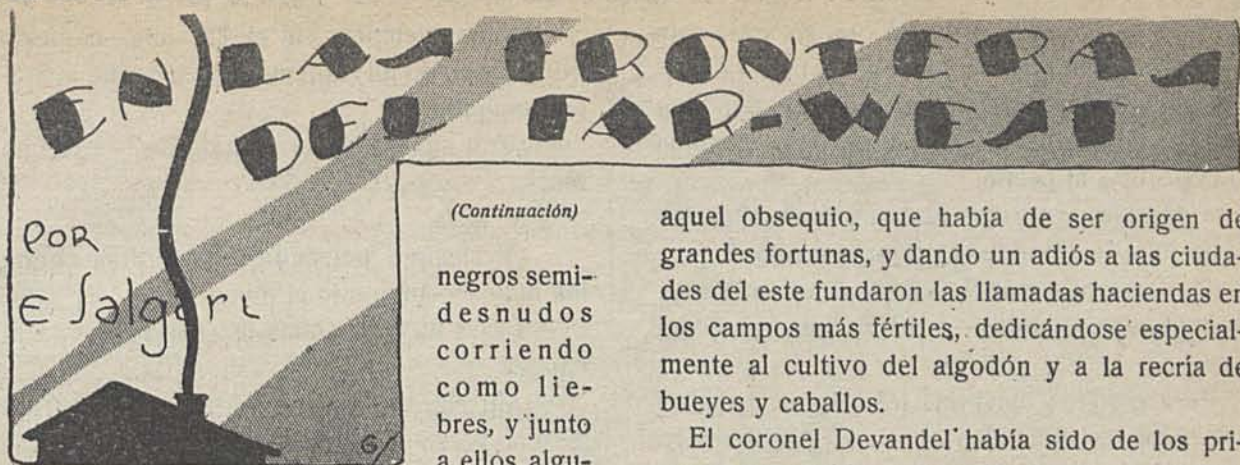 EN LAS FRONTERAS
DEL FAR-WEST
POR
E Salgari
G/
(Continuación)
negros semi-
desnudos
corriendo
como lie-
bres, y junto
a ellos algu-
aquel obsequio, que había de ser origen de
grandes fortunas, y dando un adiós a las ciuda-
des del este fundaron las llamadas haciendas en
los campos más fértiles, dedicándose especial-
mente al cultivo del algodón y a la recría de
bueyes y caballos.
El coronel Devandel había sido de los pri-